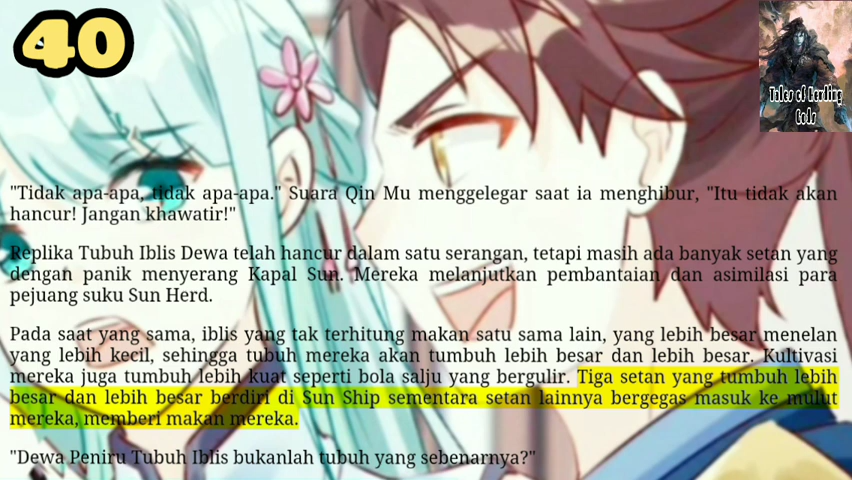 40
Tales of Herding
Gods
"Tidak apa-apa, tidak apa-apa." Suara Qin Mu menggelegar saat ia menghibur, "Itu tidak akan
hancur! Jangan khawatir!"
Replika Tubuh Iblis Dewa telah hancur dalam satu serangan, tetapi masih ada banyak setan yang
dengan panik menyerang Kapal Sun. Mereka melanjutkan pembantaian dan asimilasi para
pejuang suku Sun Herd.
Pada saat yang sama, iblis yang tak terhitung makan satu sama lain, yang lebih besar menelan
yang lebih kecil, sehingga tubuh mereka akan tumbuh lebih besar dan lebih besar. Kultivasi
mereka juga tumbuh lebih kuat seperti bola salju yang bergulir. Tiga setan yang tumbuh lebih
besar dan lebih besar berdiri di Sun Ship sementara setan lainnya bergegas masuk ke mulut
mereka, memberi makan mereka.
"Dewa Peniru Tubuh Iblis bukanlah tubuh yang sebenarnya?"